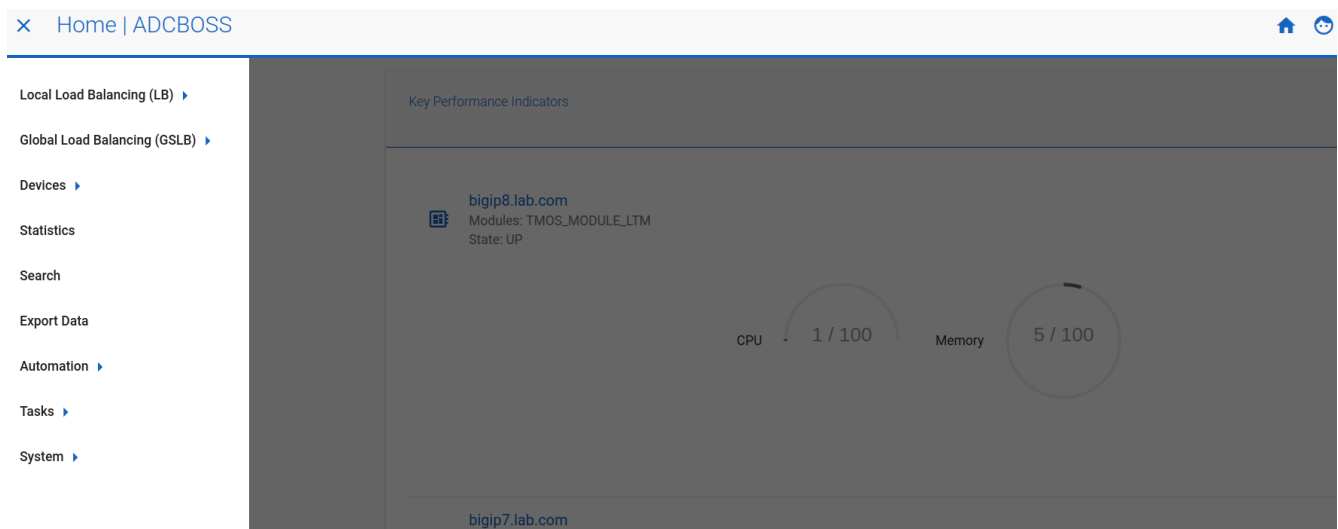 Home | ADCBOSS
Local Load Balancing (LB)
Global Load Balancing (GSLB)
Devices
Statistics
Search
Export Data
Automation
Tasks
System
Key Performance Indicators
bigip8.lab.com
Modules: TMOS_MODULE_LTM
State: UP
CPU 1 / 100 Memory 5 / 100
bigip7.lab.com